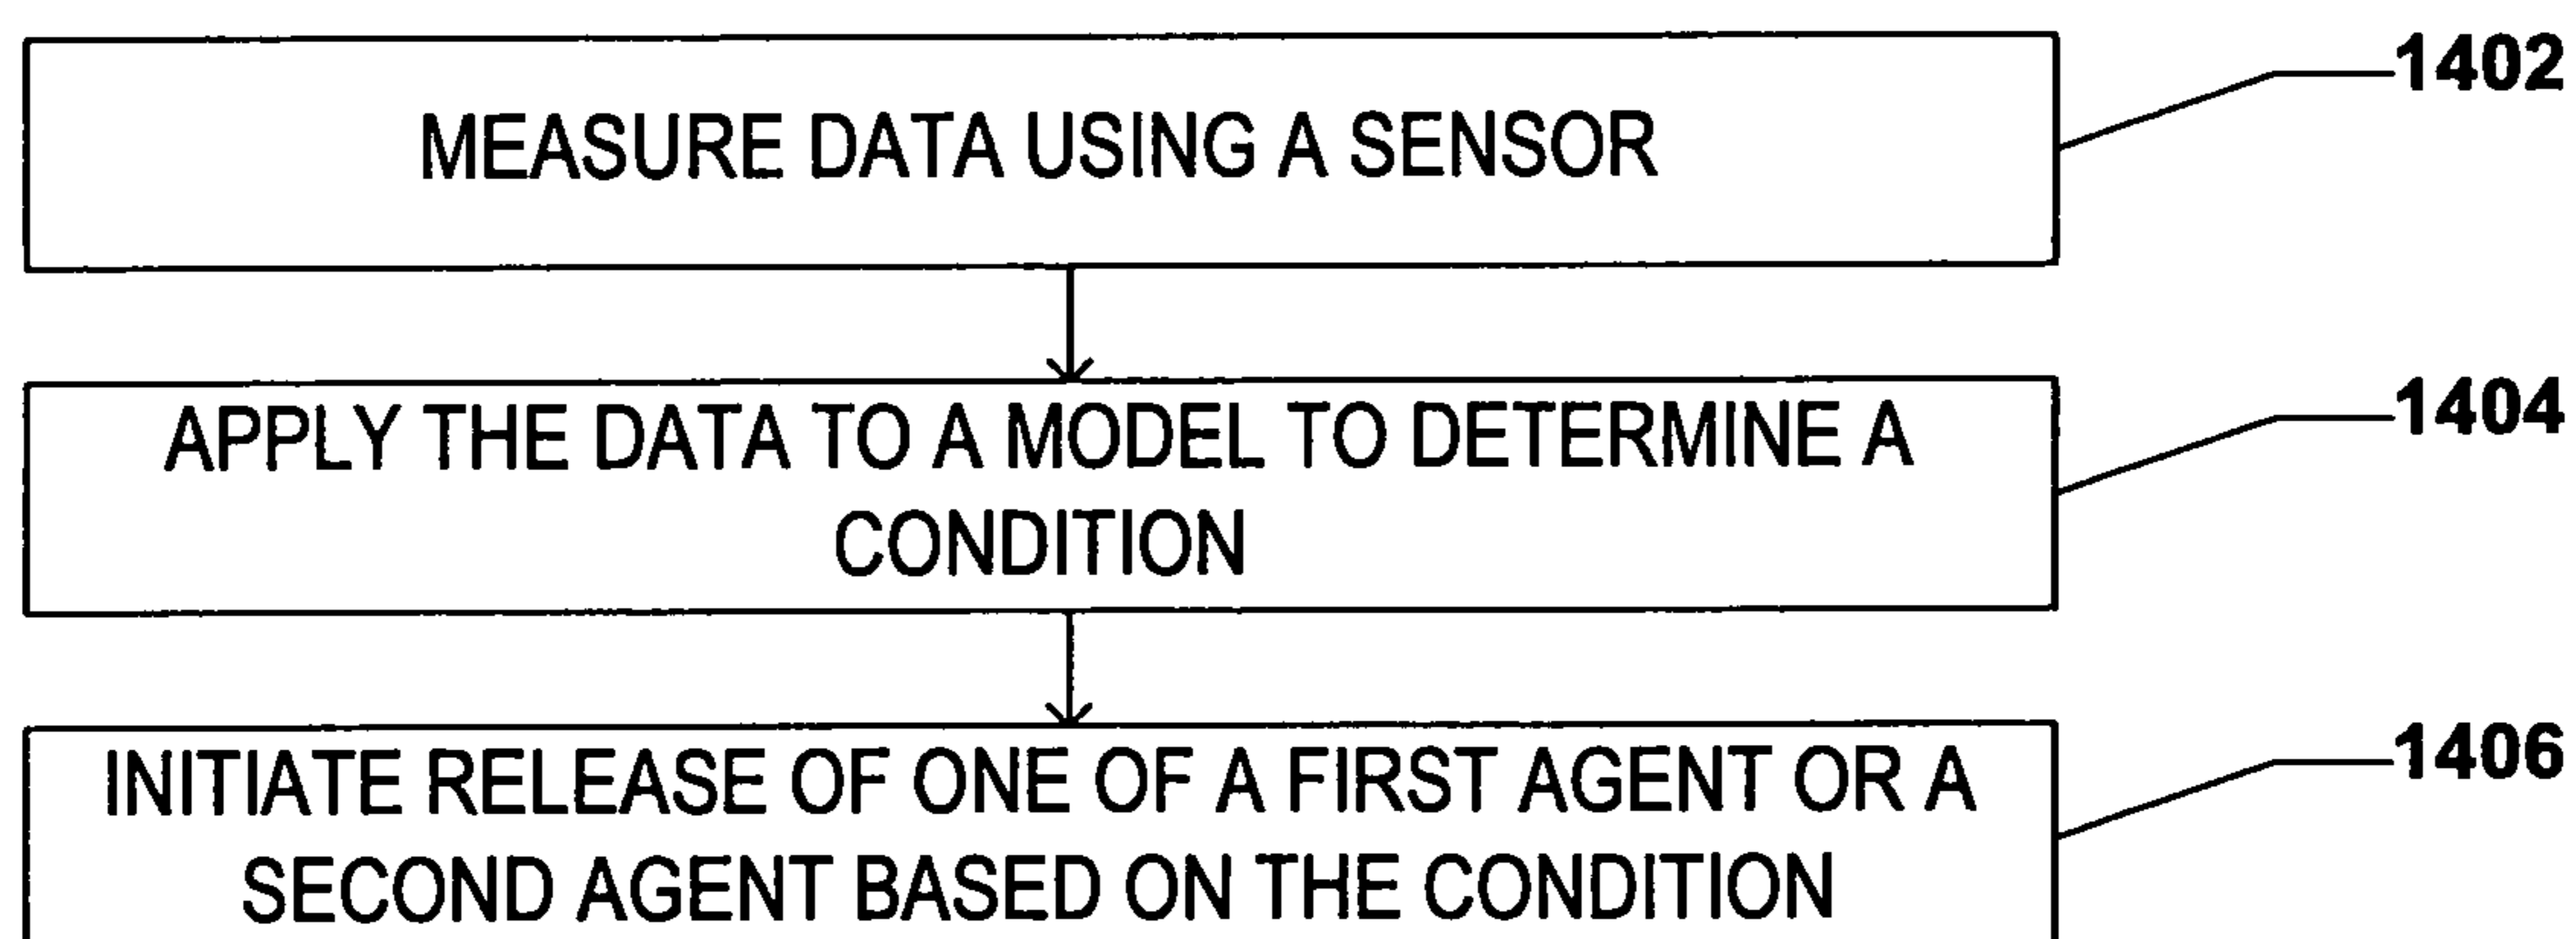 MEASURE DATA USING A SENSOR
1402
APPLY THE DATA TO A MODEL TO DETERMINE A
CONDITION
1404
INITIATE RELEASE OF ONE OF A FIRST AGENT OR A
SECOND AGENT BASED ON THE CONDITION
1406